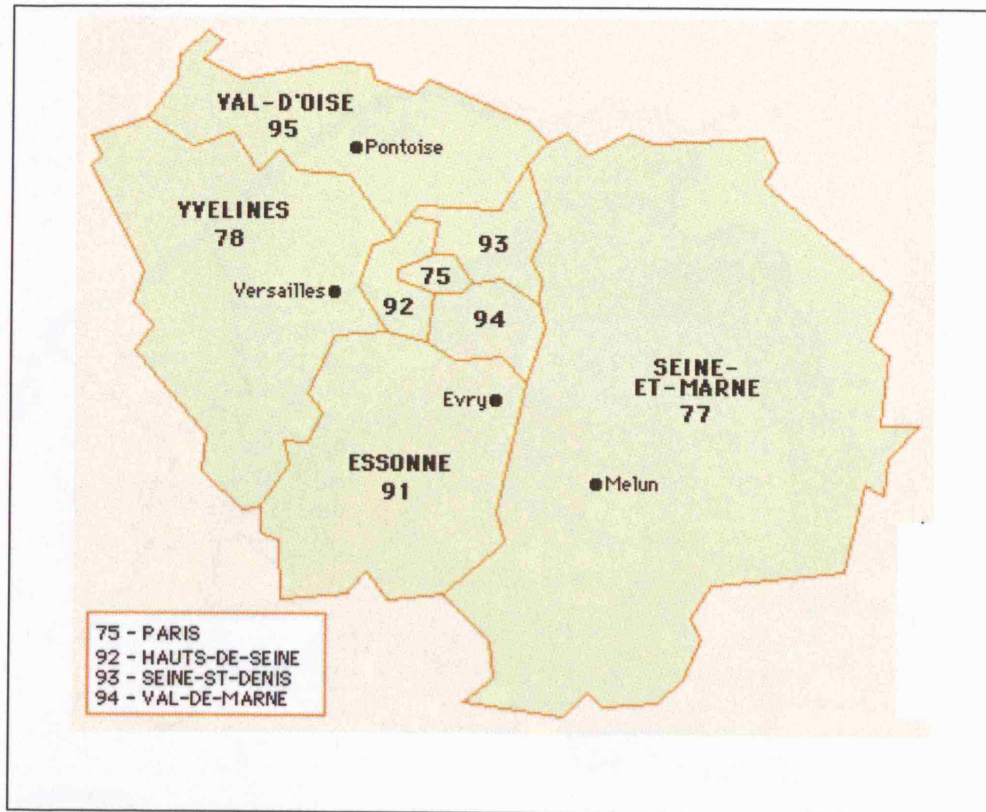 VAL-D'OISE
95
Pontoise
YVELINES
78
93
75
Versailles
92
94
SEINE-
ET-MARNE
77
Evry
ESSONNE
91
Melun
75 - PARIS
92 - HAUTS-DE-SEINE
93 - SEINE-ST-DENIS
94 - VAL-DE-MARNE